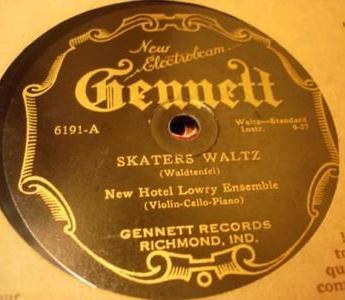 New
Electrobeam
Gennett
6191-A
Waltz-Standard
Instr. 9-27
SKATERS WALTZ
(Waldteufel)
New Hotel Lowry Ensemble
(Violin-Cello-Piano)
GENNETT RECORDS
RICHMOND, IND.